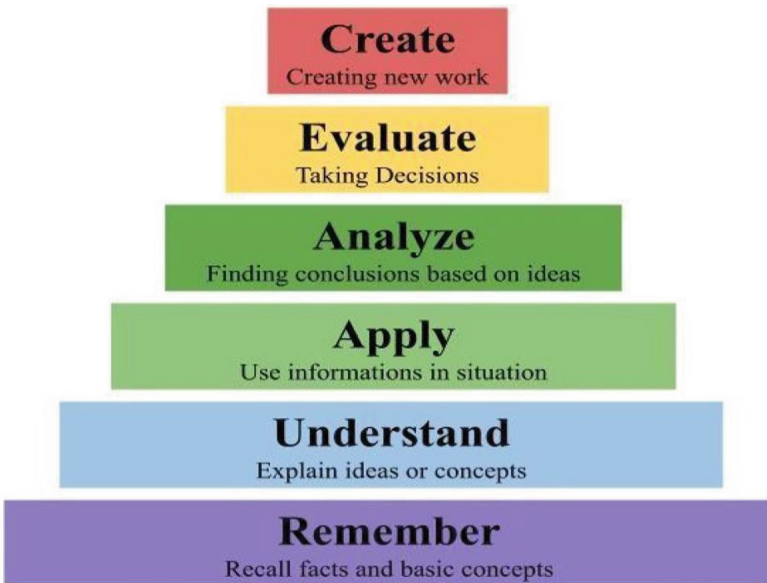 Create
Creating new work
Evaluate
Taking Decisions
Analyze
Finding conclusions based on ideas
Apply
Use informations in situation
Understand
Explain ideas or concepts
Remember
Recall facts and basic concepts